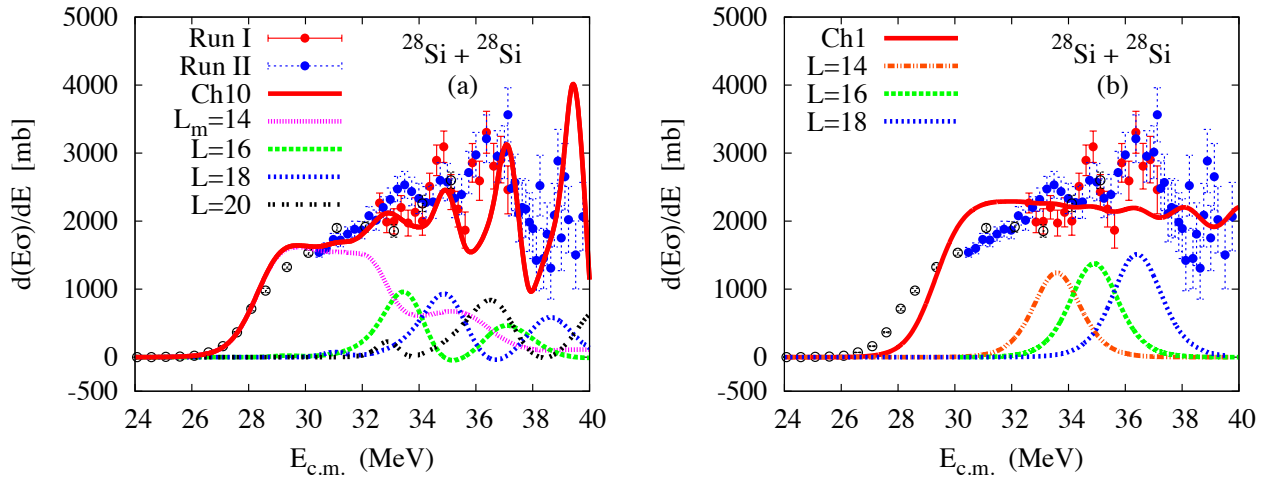 5000
4000
3000
2000
1000
0
-500
d(Eσ)/dE [mb]
Run I
Run II
Ch10
L_m=14
L=16
L=18
L=20
²⁸Si + ²⁸Si
(a)
24 26 28 30 32 34 36 38 40
E_c.m. (MeV)
5000
4000
3000
2000
1000
0
-500
d(Eσ)/dE [mb]
Ch1
L=14
L=16
L=18
²⁸Si + ²⁸Si
(b)
24 26 28 30 32 34 36 38 40
E_c.m. (MeV)